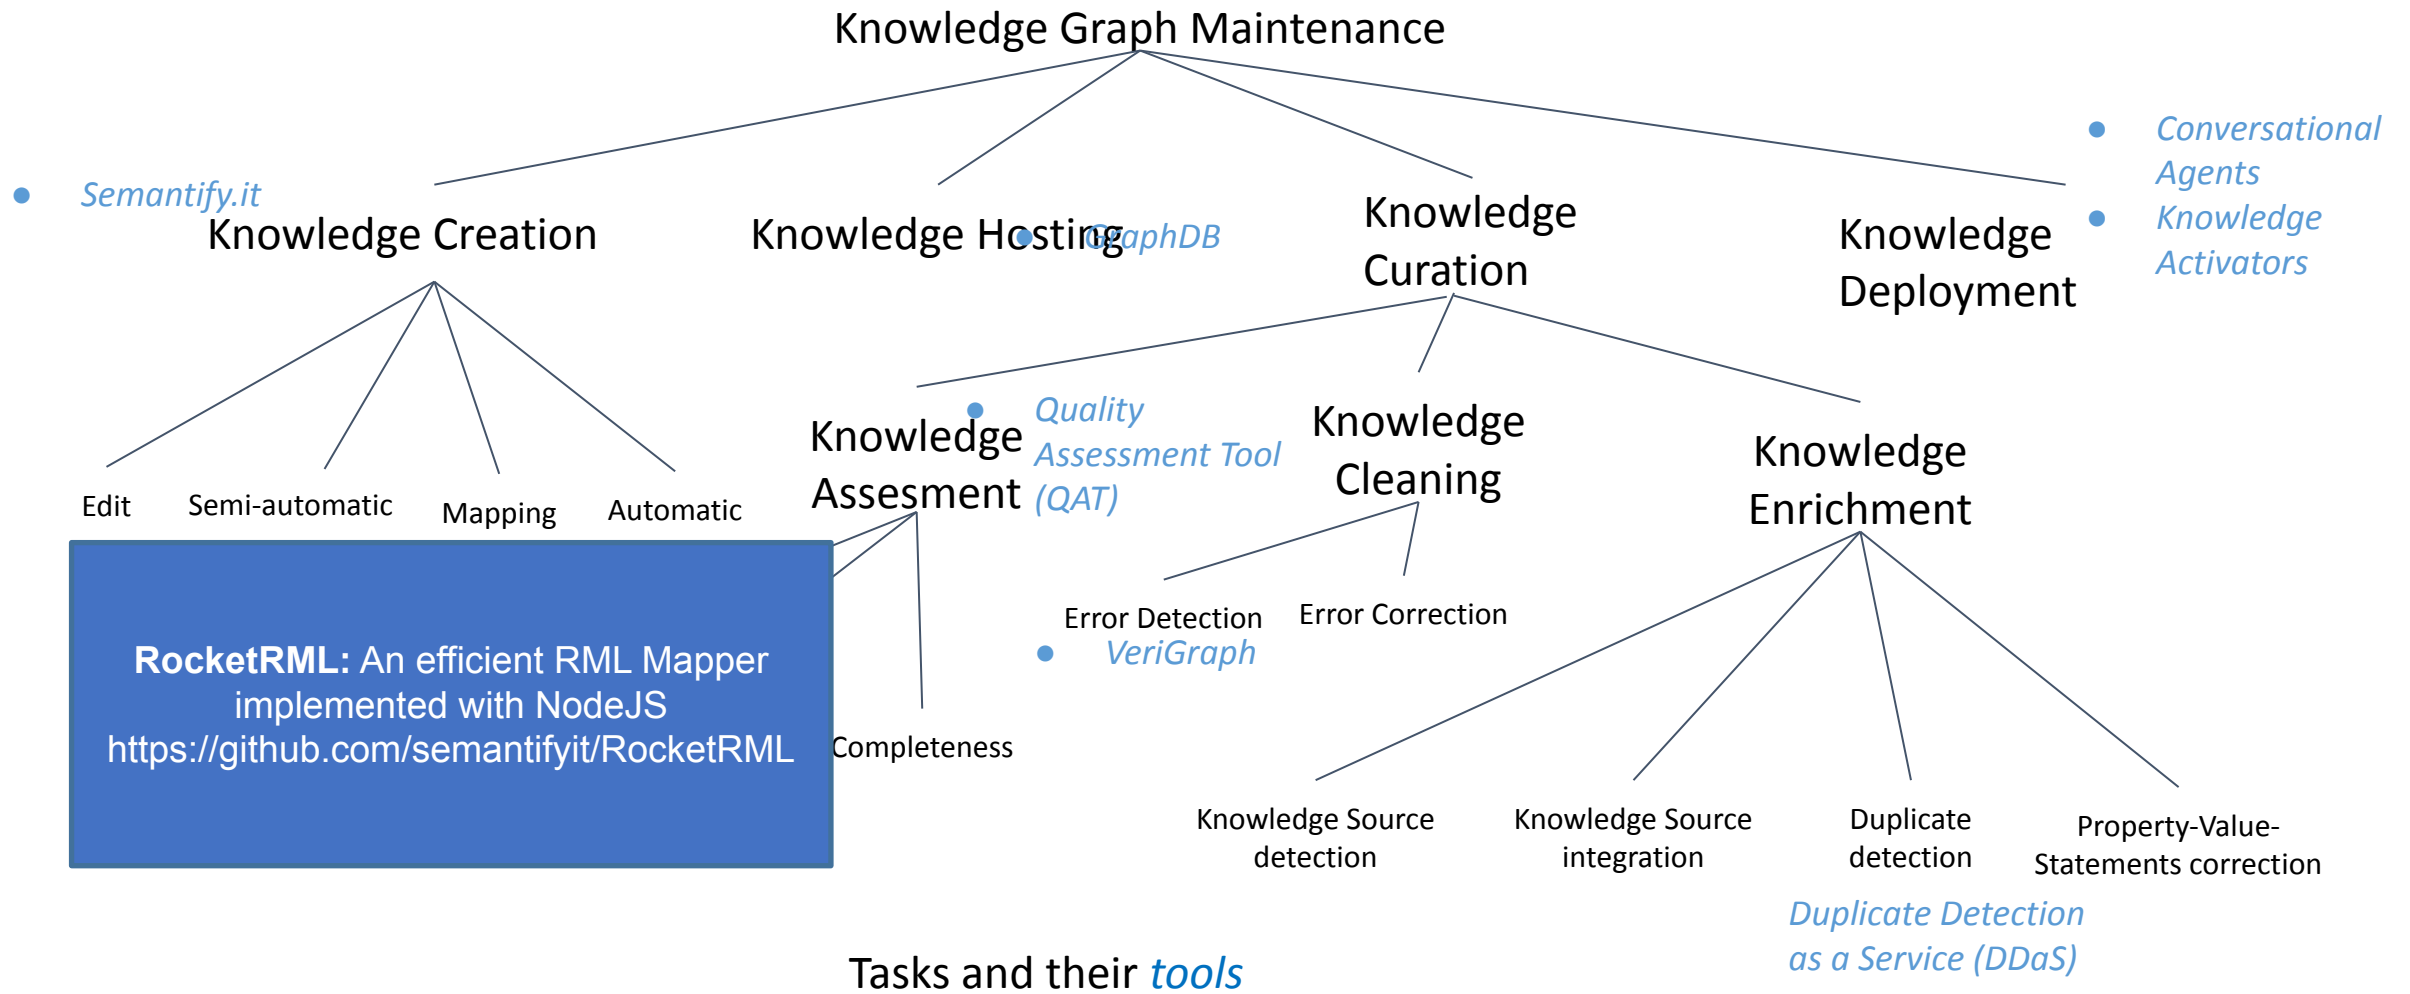 Knowledge Graph Maintenance
Conversational
Agents
Knowledge
Activators
Semantify.it
Knowledge Creation
Knowledge Hosting
GraphDB
Knowledge
Curation
Knowledge
Deployment
Edit
Semi-automatic
Mapping
Automatic
Knowledge
Assesment
Quality
Assessment Tool
(QAT)
Knowledge
Cleaning
Knowledge
Enrichment
Error Detection
Error Correction
VeriGraph
RocketRML: An efficient RML Mapper
implemented with NodeJS
https://github.com/semantifyit/RocketRML
Completeness
Knowledge Source
detection
Knowledge Source
integration
Duplicate
detection
Property-Value-
Statements correction
Duplicate Detection
as a Service (DDaS)
Tasks and their tools